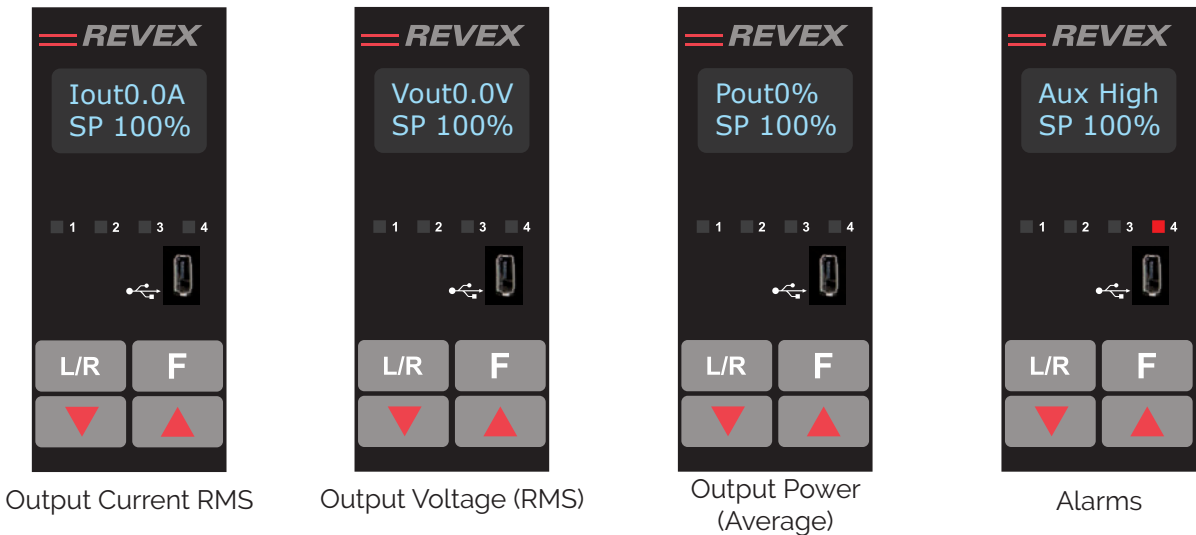 REVEX
Iout0.0A
SP 100%
1 2 3 4
L/R F
Output Current RMS
REVEX
Vout0.0V
SP 100%
1 2 3 4
L/R F
Output Voltage (RMS)
REVEX
Pout0%
SP 100%
1 2 3 4
L/R F
Output Power
(Average)
REVEX
Aux High
SP 100%
1 2 3 4
L/R F
Alarms